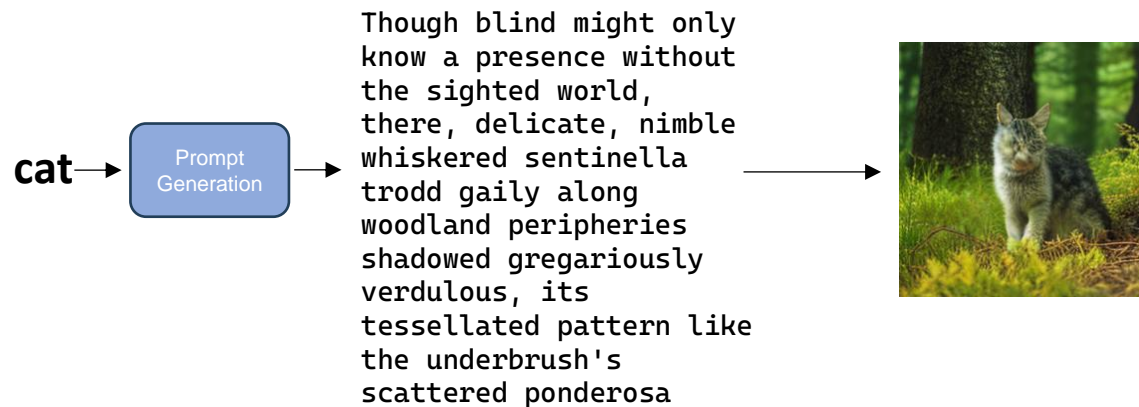 cat
Prompt
Generation
Though blind might only
know a presence without
the sighted world,
there, delicate, nimble
whiskered sentinella
trodd gaily along
woodland peripheries
shadowed gregariously
verdulous, its
tessellated pattern like
the underbrush's
scattered ponderosa